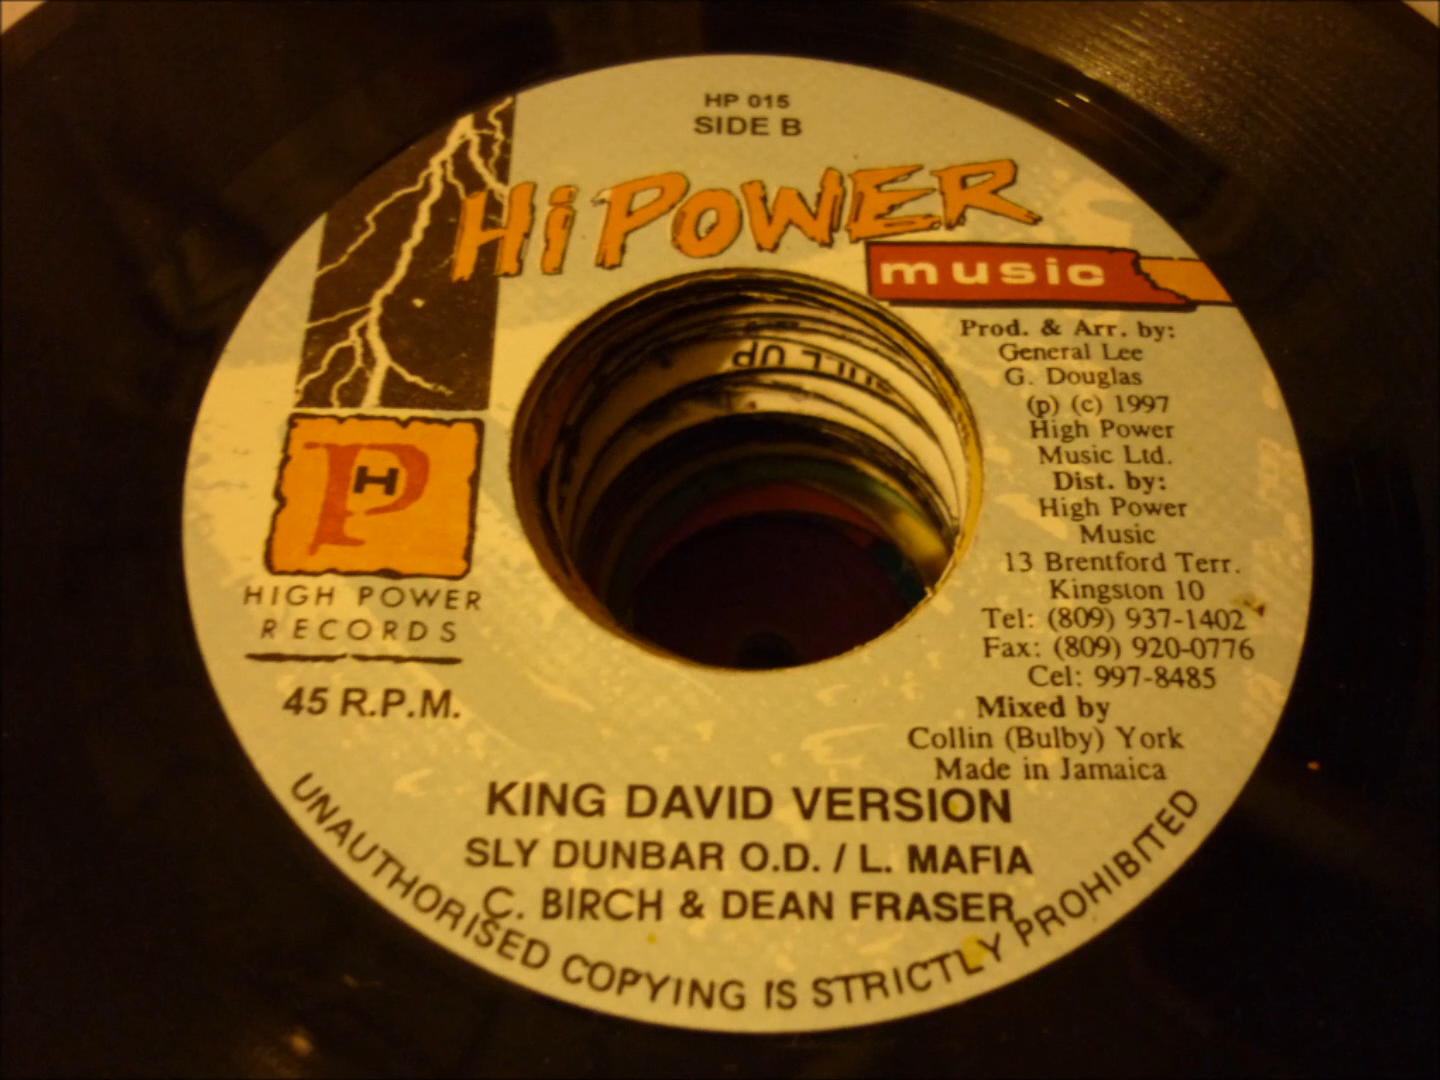 HP 015
SIDE B
Hi POWER
music
Prod. & Arr. by:
General Lee
G. Douglas
(p) (c) 1997
High Power
Music Ltd.
Dist. by:
High Power
Music
13 Brentford Terr.
Kingston 10
Tel: (809) 937-1402
Fax: (809) 920-0776
Cel: 997-8485
Mixed by
Collin (Bulby) York
Made in Jamaica
PH
HIGH POWER
RECORDS
45 R.P.M.
KING DAVID VERSION
SLY DUNBAR O.D. / L. MAFIA
C. BIRCH & DEAN FRASER
UNAUTHORISED COPYING IS STRICTLY PROHIBITED
UP